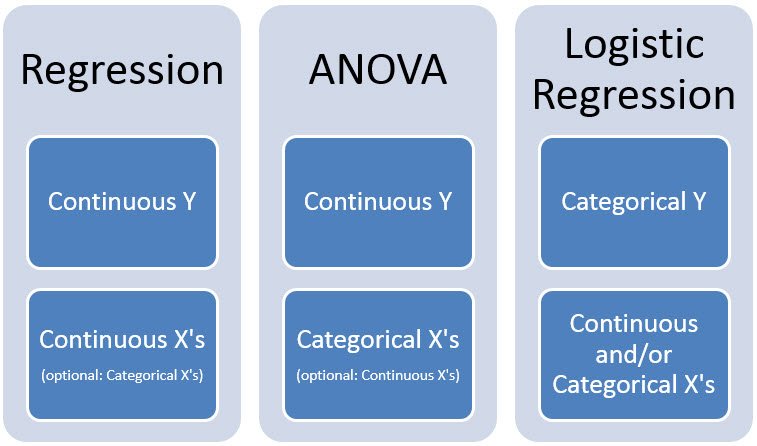 Regression
Continuous Y
Continuous X's
(optional: Categorical X's)
ANOVA
Continuous Y
Categorical X's
(optional: Continuous X's)
Logistic
Regression
Categorical Y
Continuous
and/or
Categorical X's